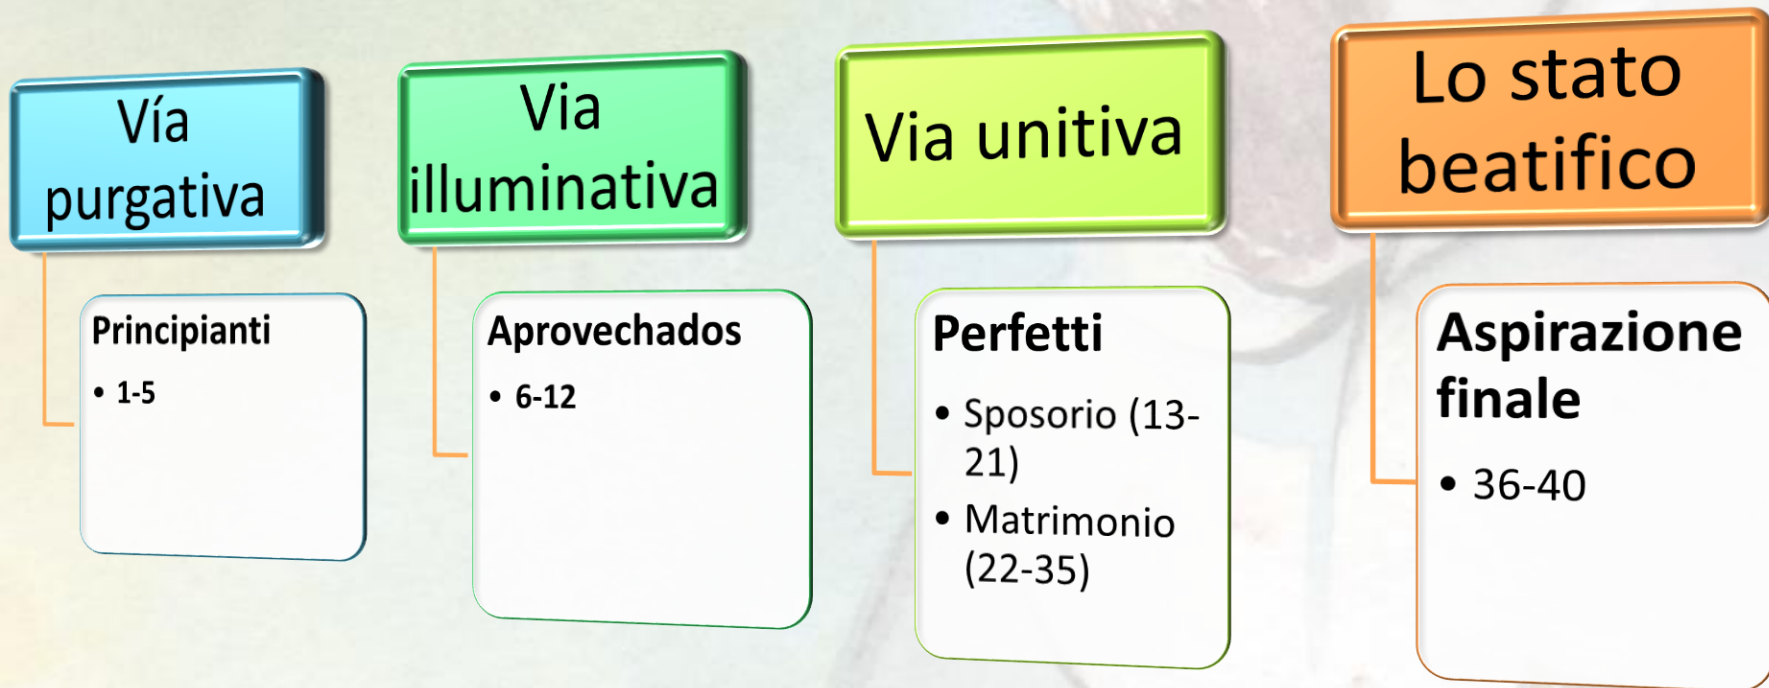 Vía
purgativa
Principianti
• 1-5
Via
illuminativa
Aprovechados
• 6-12
Via unitiva
Perfetti
• Sposorio (13-
21)
• Matrimonio
(22-35)
Lo stato
beatifico
Aspirazione
finale
• 36-40